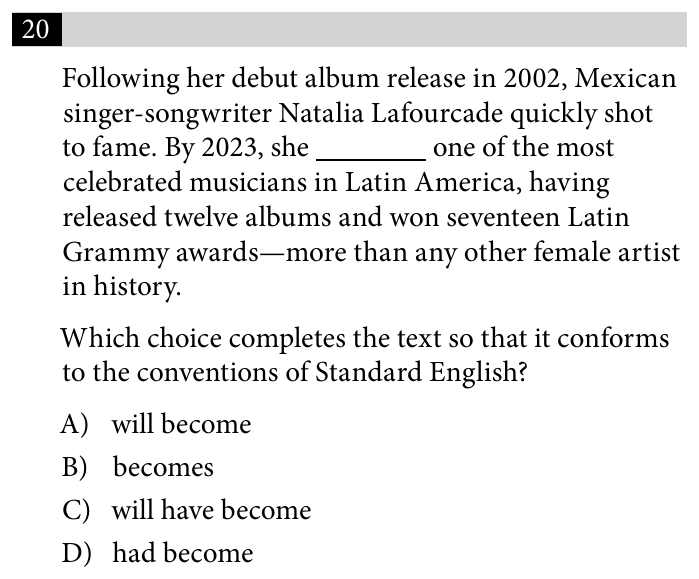 20
Following her debut album release in 2002, Mexican
singer-songwriter Natalia Lafourcade quickly shot
to fame. By 2023, she ________ one of the most
celebrated musicians in Latin America, having
released twelve albums and won seventeen Latin
Grammy awards—more than any other female artist
in history.
Which choice completes the text so that it conforms
to the conventions of Standard English?
A) will become
B) becomes
C) will have become
D) had become